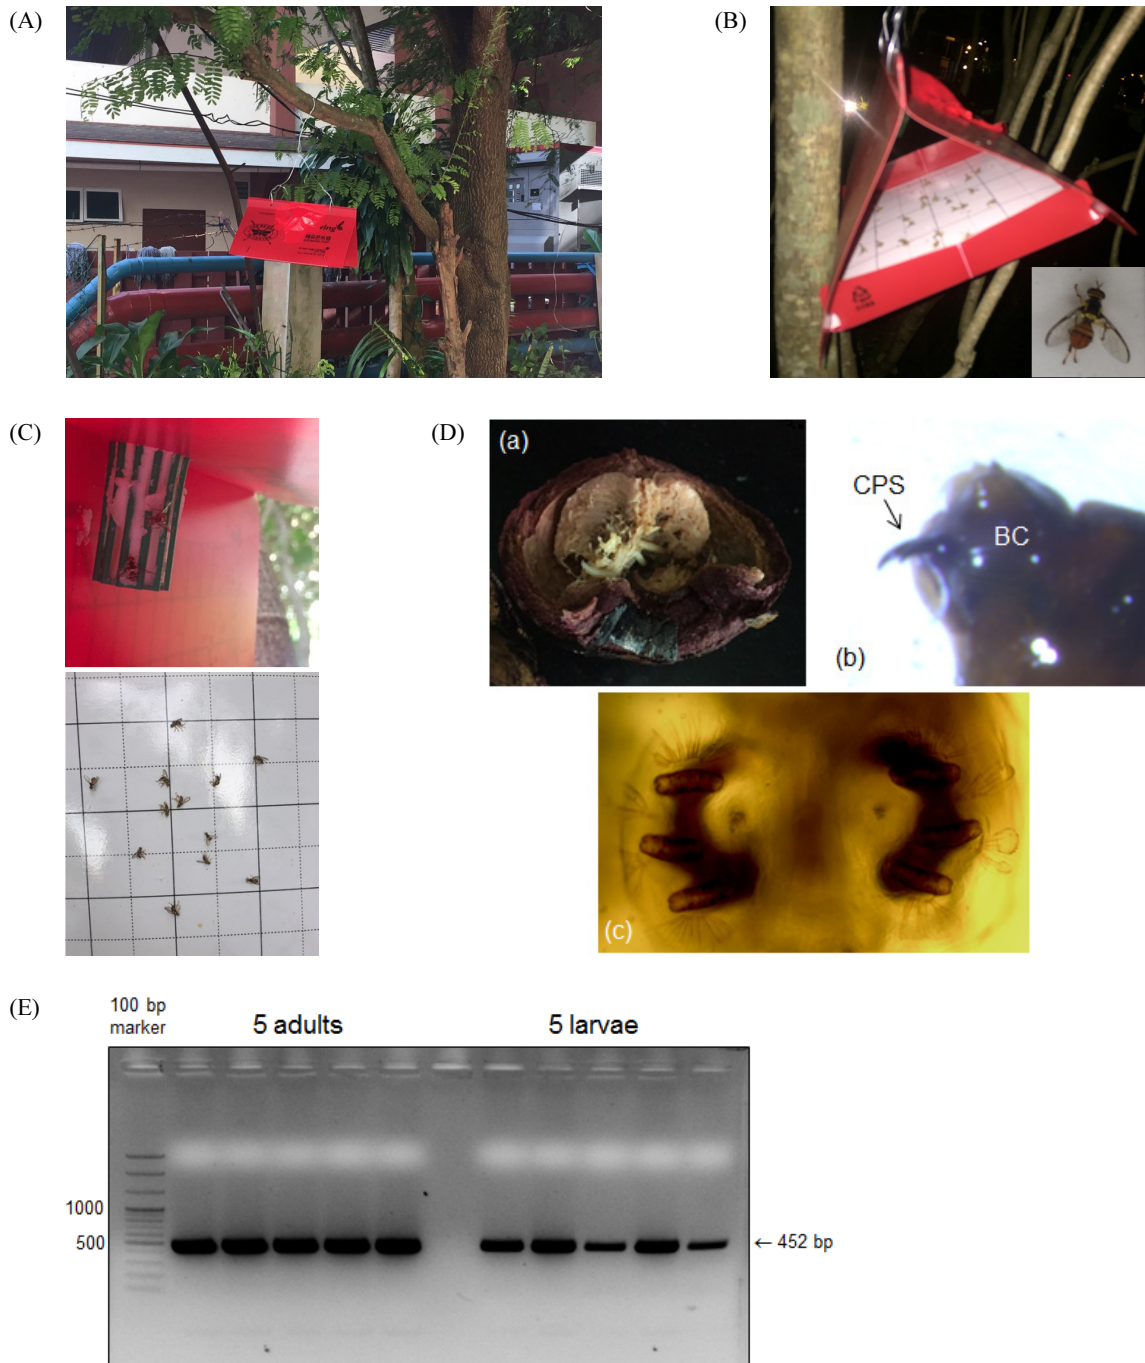 (A)
(B)
(C)
(D)
(a)
CPS
BC
(b)
(c)
(E)
100 bp
marker
5 adults
5 larvae
1000
500
← 452 bp